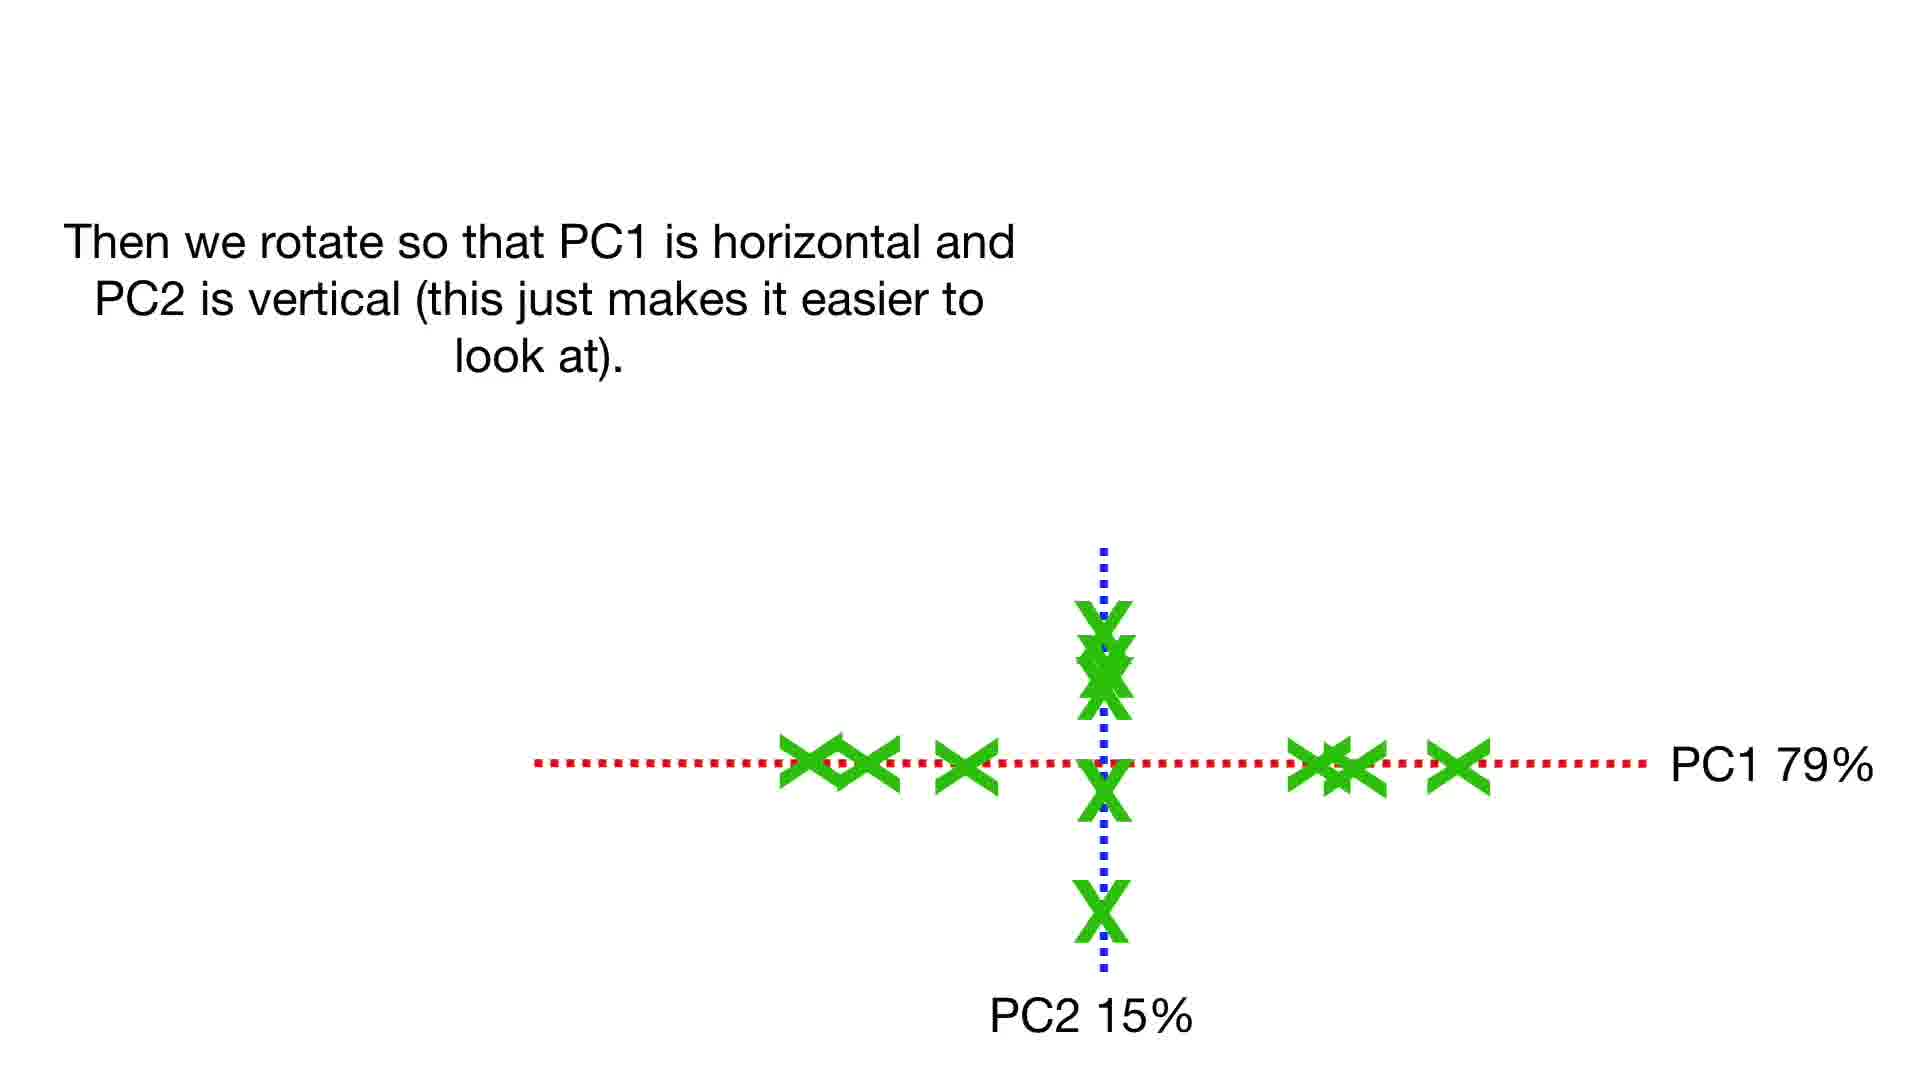 Then we rotate so that PC1 is horizontal and
PC2 is vertical (this just makes it easier to
look at).
PC1 79%
PC2 15%